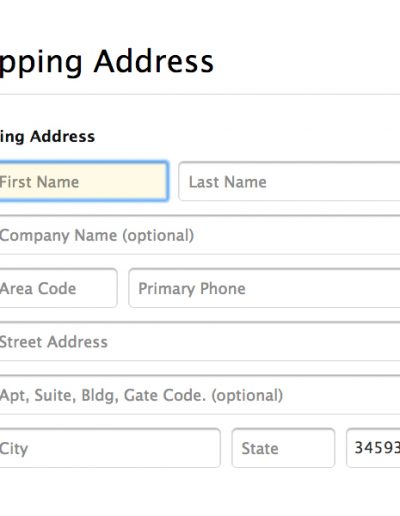 pping Address
ing Address
First Name Last Name
Company Name (optional)
Area Code Primary Phone
Street Address
Apt, Suite, Bldg, Gate Code. (optional)
City State 34593